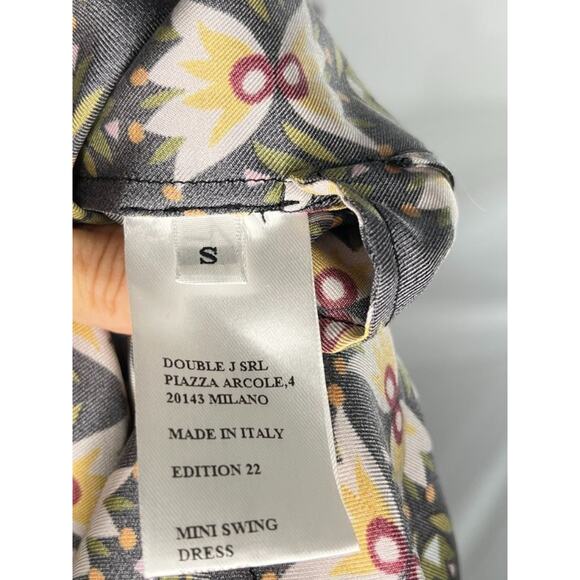 S
DOUBLE J SRL
PIAZZA ARCOLE,4
20143 MILANO
MADE IN ITALY
EDITION 22
MINI SWING
DRESS